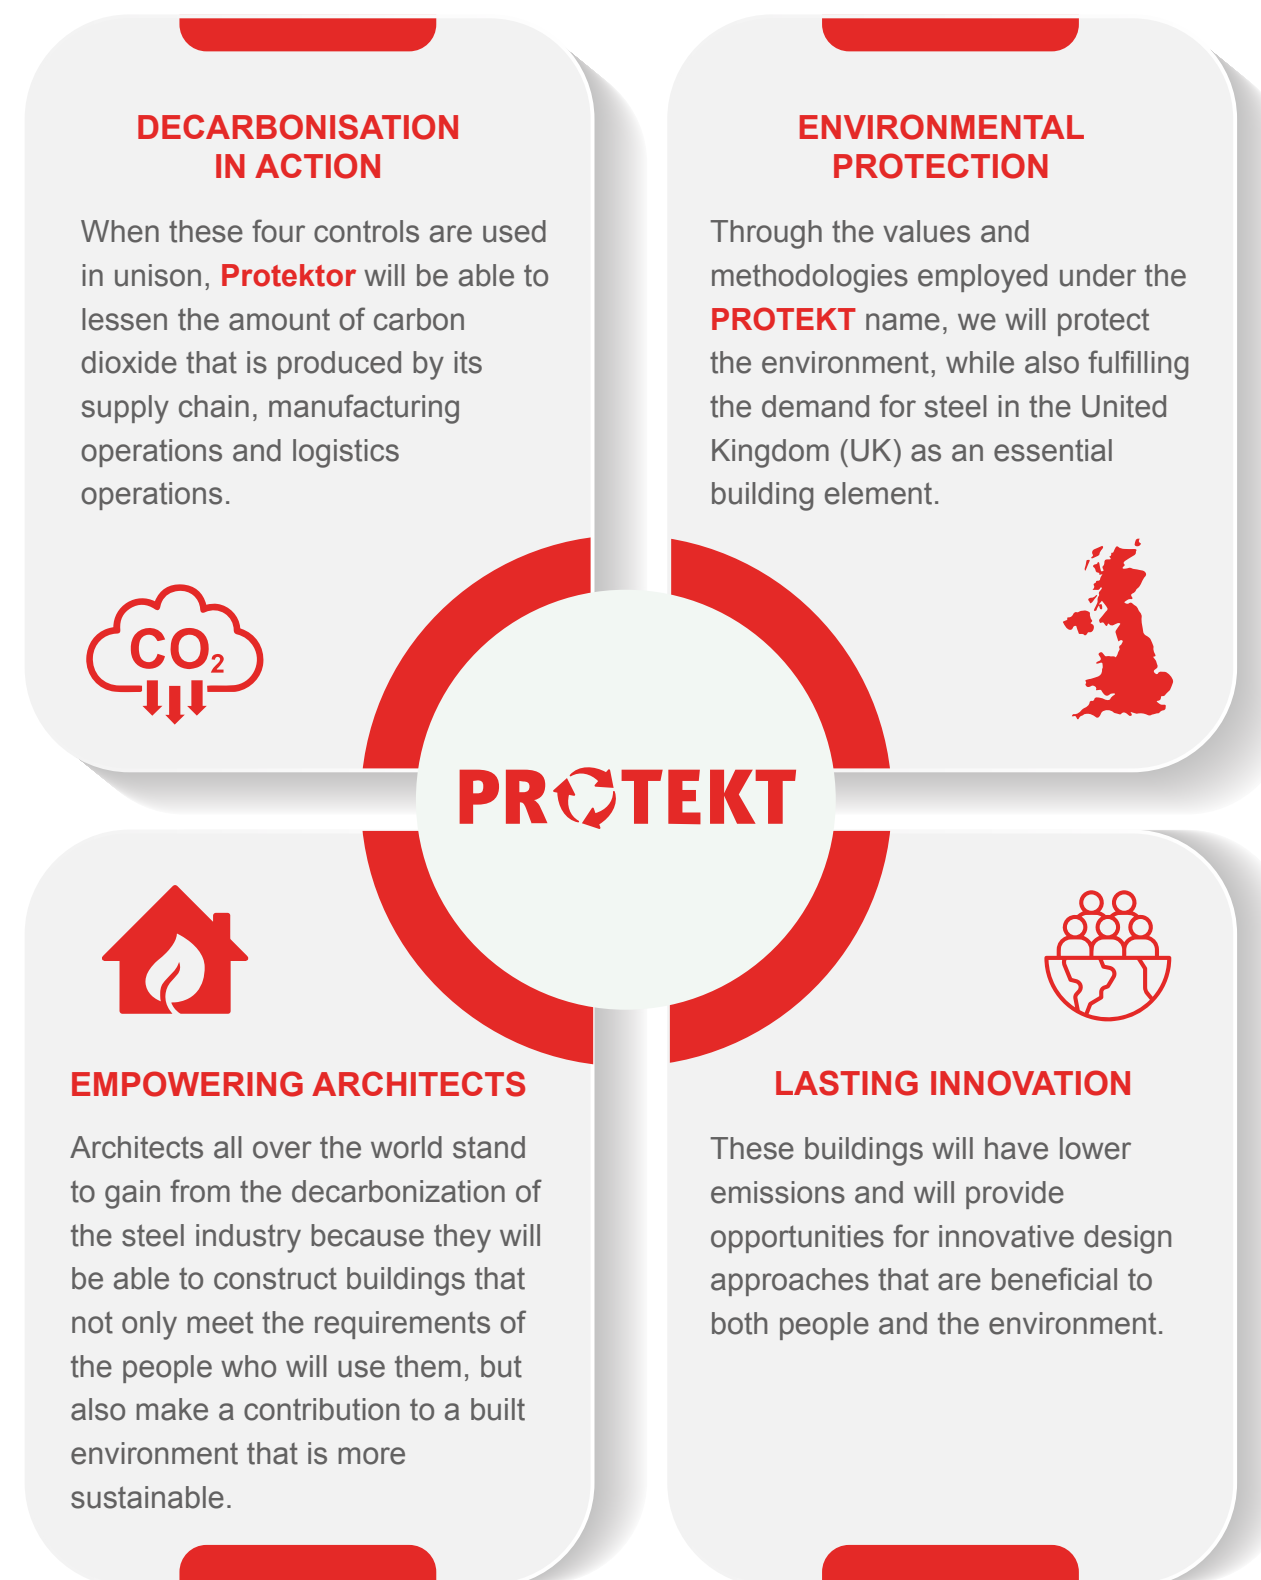 DECARBONISATION
IN ACTION
When these four controls are used
in unison, Protektor will be able to
lessen the amount of carbon
dioxide that is produced by its
supply chain, manufacturing
operations and logistics
operations.
CO₂
ENVIRONMENTAL
PROTECTION
Through the values and
methodologies employed under the
PROTEKT name, we will protect
the environment, while also fulfilling
the demand for steel in the United
Kingdom (UK) as an essential
building element.
PROTEKT
EMPOWERING ARCHITECTS
Architects all over the world stand
to gain from the decarbonization of
the steel industry because they will
be able to construct buildings that
not only meet the requirements of
the people who will use them, but
also make a contribution to a built
environment that is more
sustainable.
LASTING INNOVATION
These buildings will have lower
emissions and will provide
opportunities for innovative design
approaches that are beneficial to
both people and the environment.